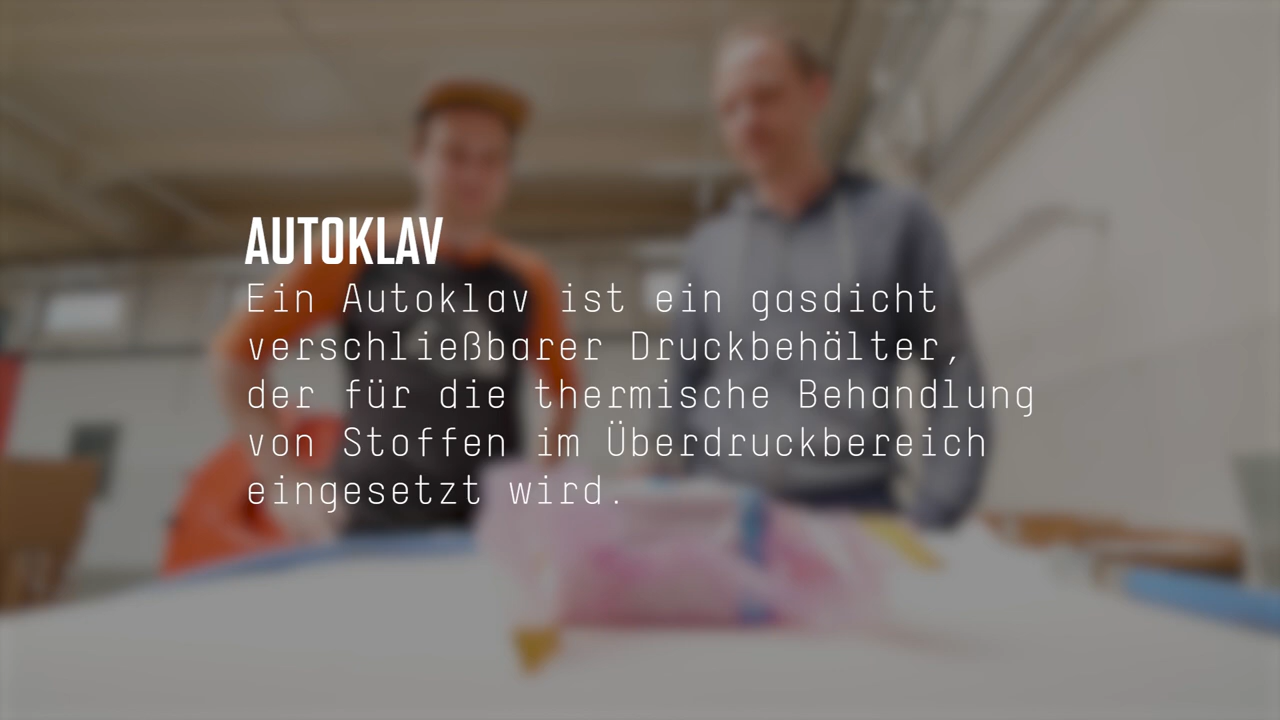 AUTOKLAV
Ein Autoklav ist ein gasdicht
verschließbarer Druckbehälter,
der für die thermische Behandlung
von Stoffen im Überdruckbereich
eingesetzt wird.